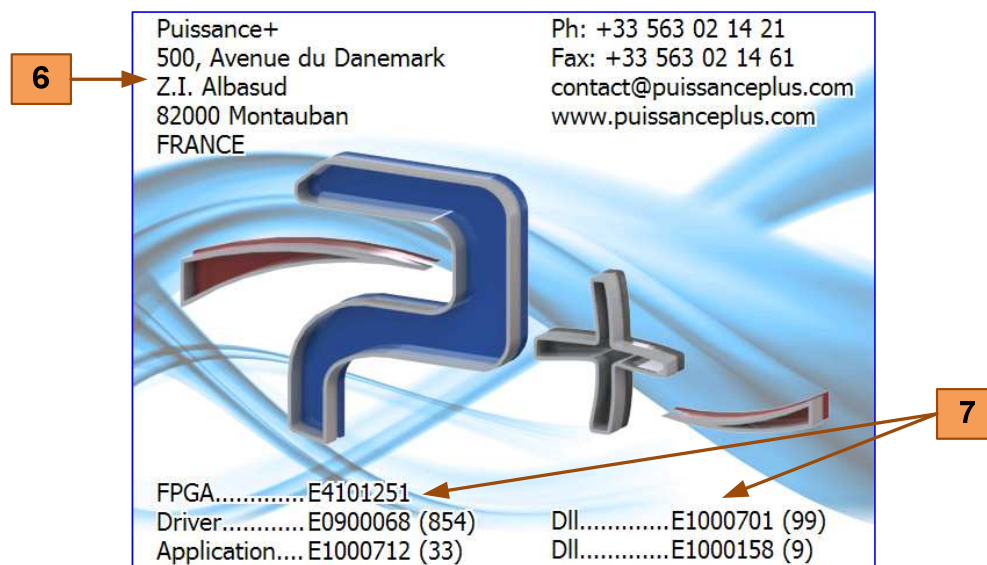 Puissance+
500, Avenue du Danemark
Z.I. Albasud
82000 Montauban
FRANCE
Ph: +33 563 02 14 21
Fax: +33 563 02 14 61
contact@puissanceplus.com
www.puissanceplus.com
6
P+
7
FPGA............E4101251
Driver............E0900068 (854)
Application....E1000712 (33)
Dll.............E1000701 (99)
Dll.............E1000158 (9)